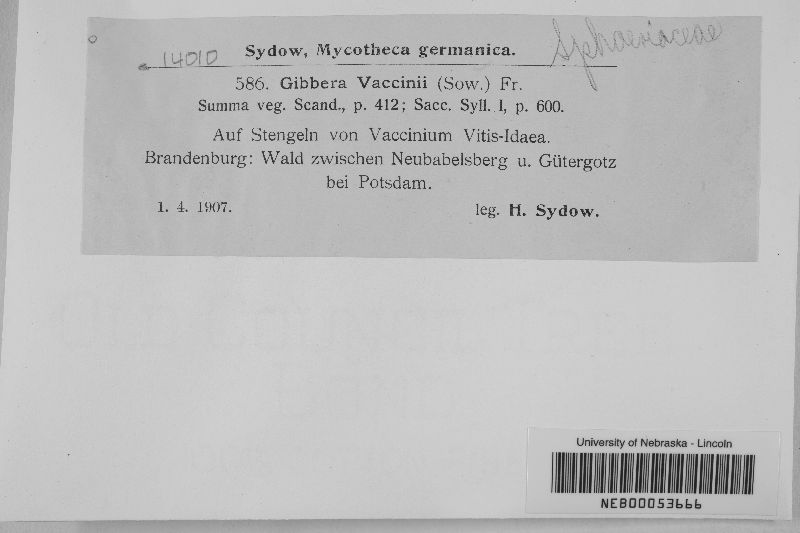 14010 Sydow, Mycotheca germanica. Sphaeriaceae
586. Gibbera Vaccinii (Sow.) Fr.
Summa veg. Scand., p. 412; Sacc. Syll. I, p. 600.
Auf Stengeln von Vaccinium Vitis-Idaea.
Brandenburg: Wald zwischen Neubabelsberg u. Gütergotz
bei Potsdam.
1. 4. 1907. leg. H. Sydow.
University of Nebraska - Lincoln
NEB00053666